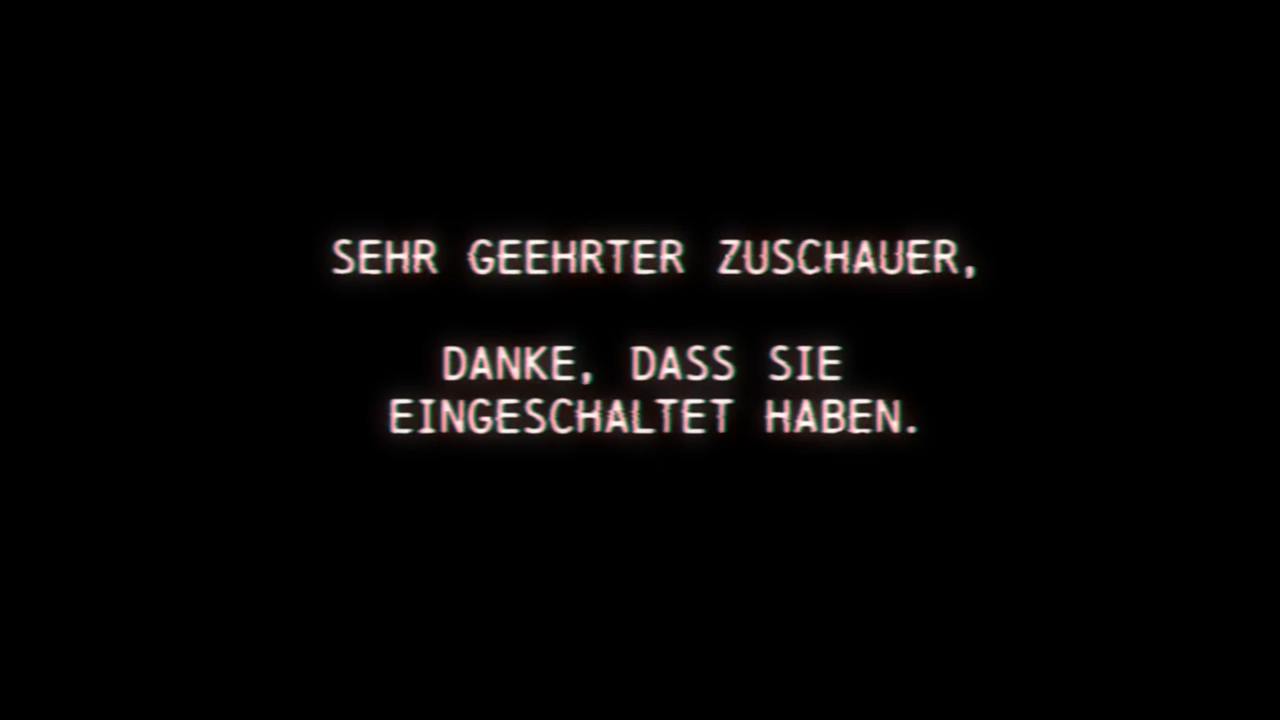 SEHR GEEHRTER ZUSCHAUER,
DANKE, DASS SIE
EINGESCHALTET HABEN.